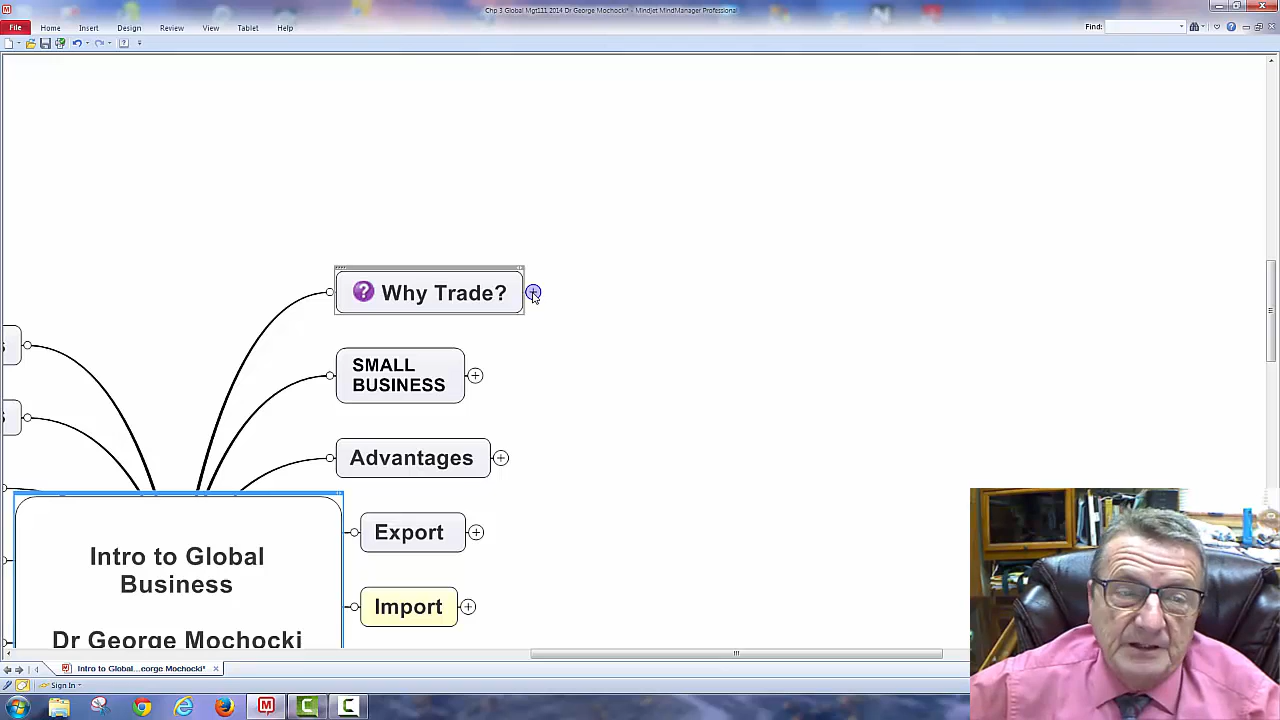 Chp 3 Global Mgt111 2014 Dr George Mochocki* - Mindjet MindManager Professional
File Home Insert Design Review View Tablet Help Find:
Why Trade?
SMALL
BUSINESS
Advantages
Export
Import
Intro to Global
Business
Dr George Mochocki
Intro to Global...eorge Mochocki*
Sign In